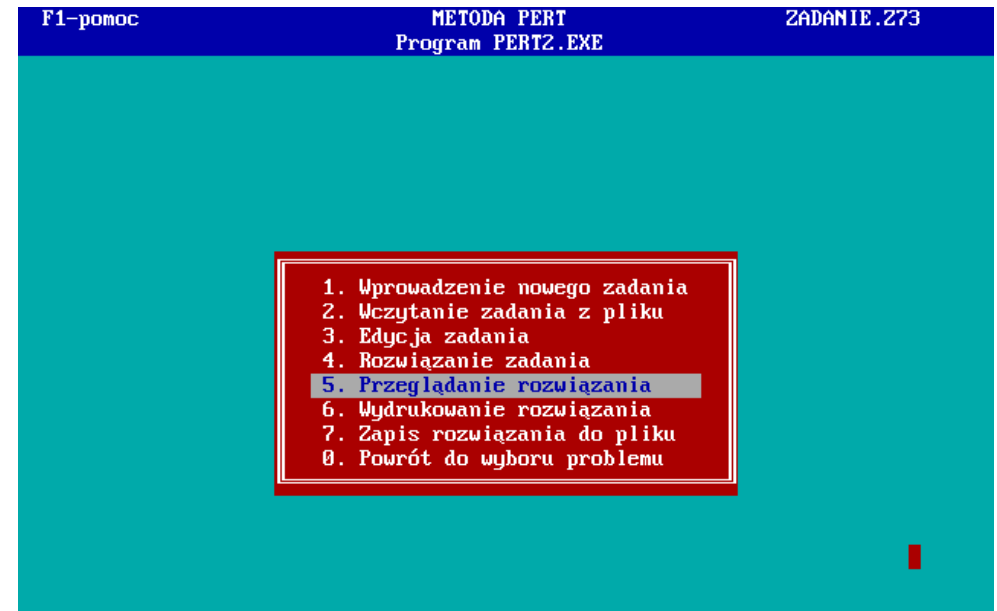 F1-pomoc METODA PERT ZADANIE.Z73
Program PERT2.EXE
1. Wprowadzenie nowego zadania
2. Wczytanie zadania z pliku
3. Edycja zadania
4. Rozwiązanie zadania
5. Przeglądanie rozwiązania
6. Wydrukowanie rozwiązania
7. Zapis rozwiązania do pliku
0. Powrót do wyboru problemu